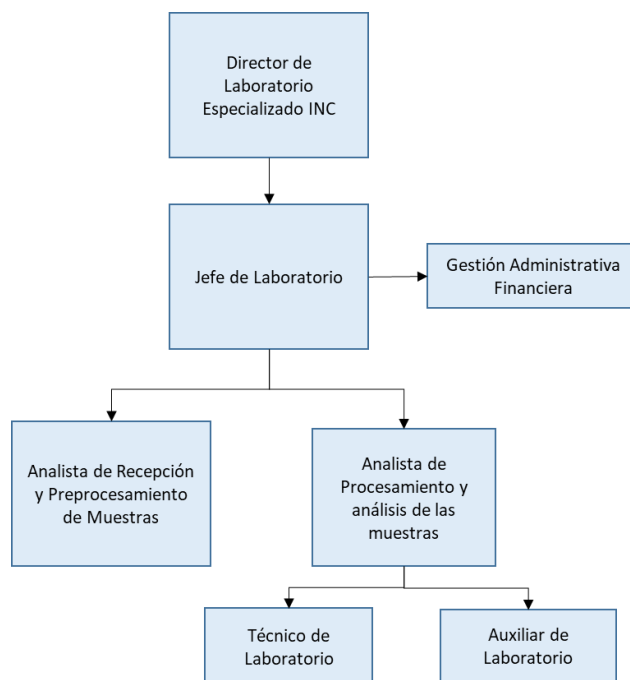 Director de
Laboratorio
Especializado INC
Jefe de Laboratorio
Gestión Administrativa
Financiera
Analista de Recepción
y Preprocesamiento
de Muestras
Analista de
Procesamiento y
análisis de las
muestras
Técnico de
Laboratorio
Auxiliar de
Laboratorio